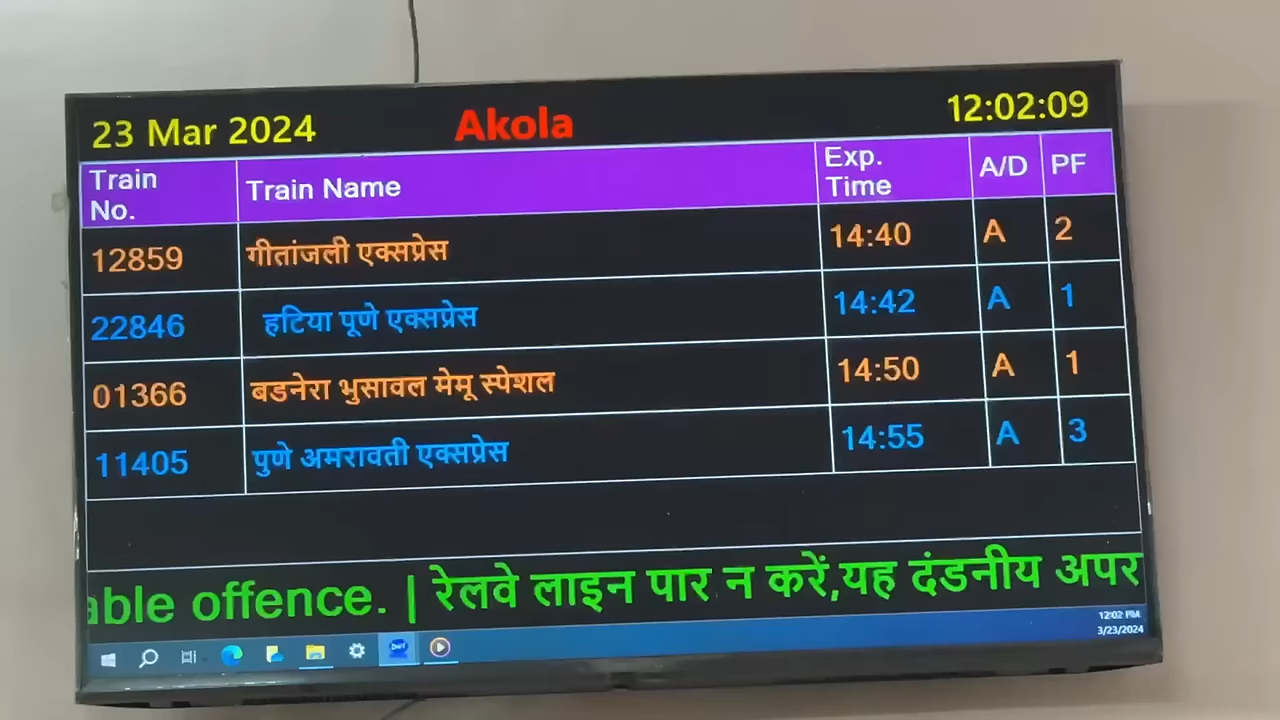 23 Mar 2024 Akola 12:02:09
Train No. Train Name Exp. Time A/D PF
12859 गीतांजली एक्सप्रेस 14:40 A 2
22846 हटिया पूणे एक्सप्रेस 14:42 A 1
01366 बडनेरा भुसावल मेमू स्पेशल 14:50 A 1
11405 पुणे अमरावती एक्सप्रेस 14:55 A 3
able offence. | रेलवे लाइन पार न करें,यह दंडनीय अपर
12:02 PM
3/23/2024